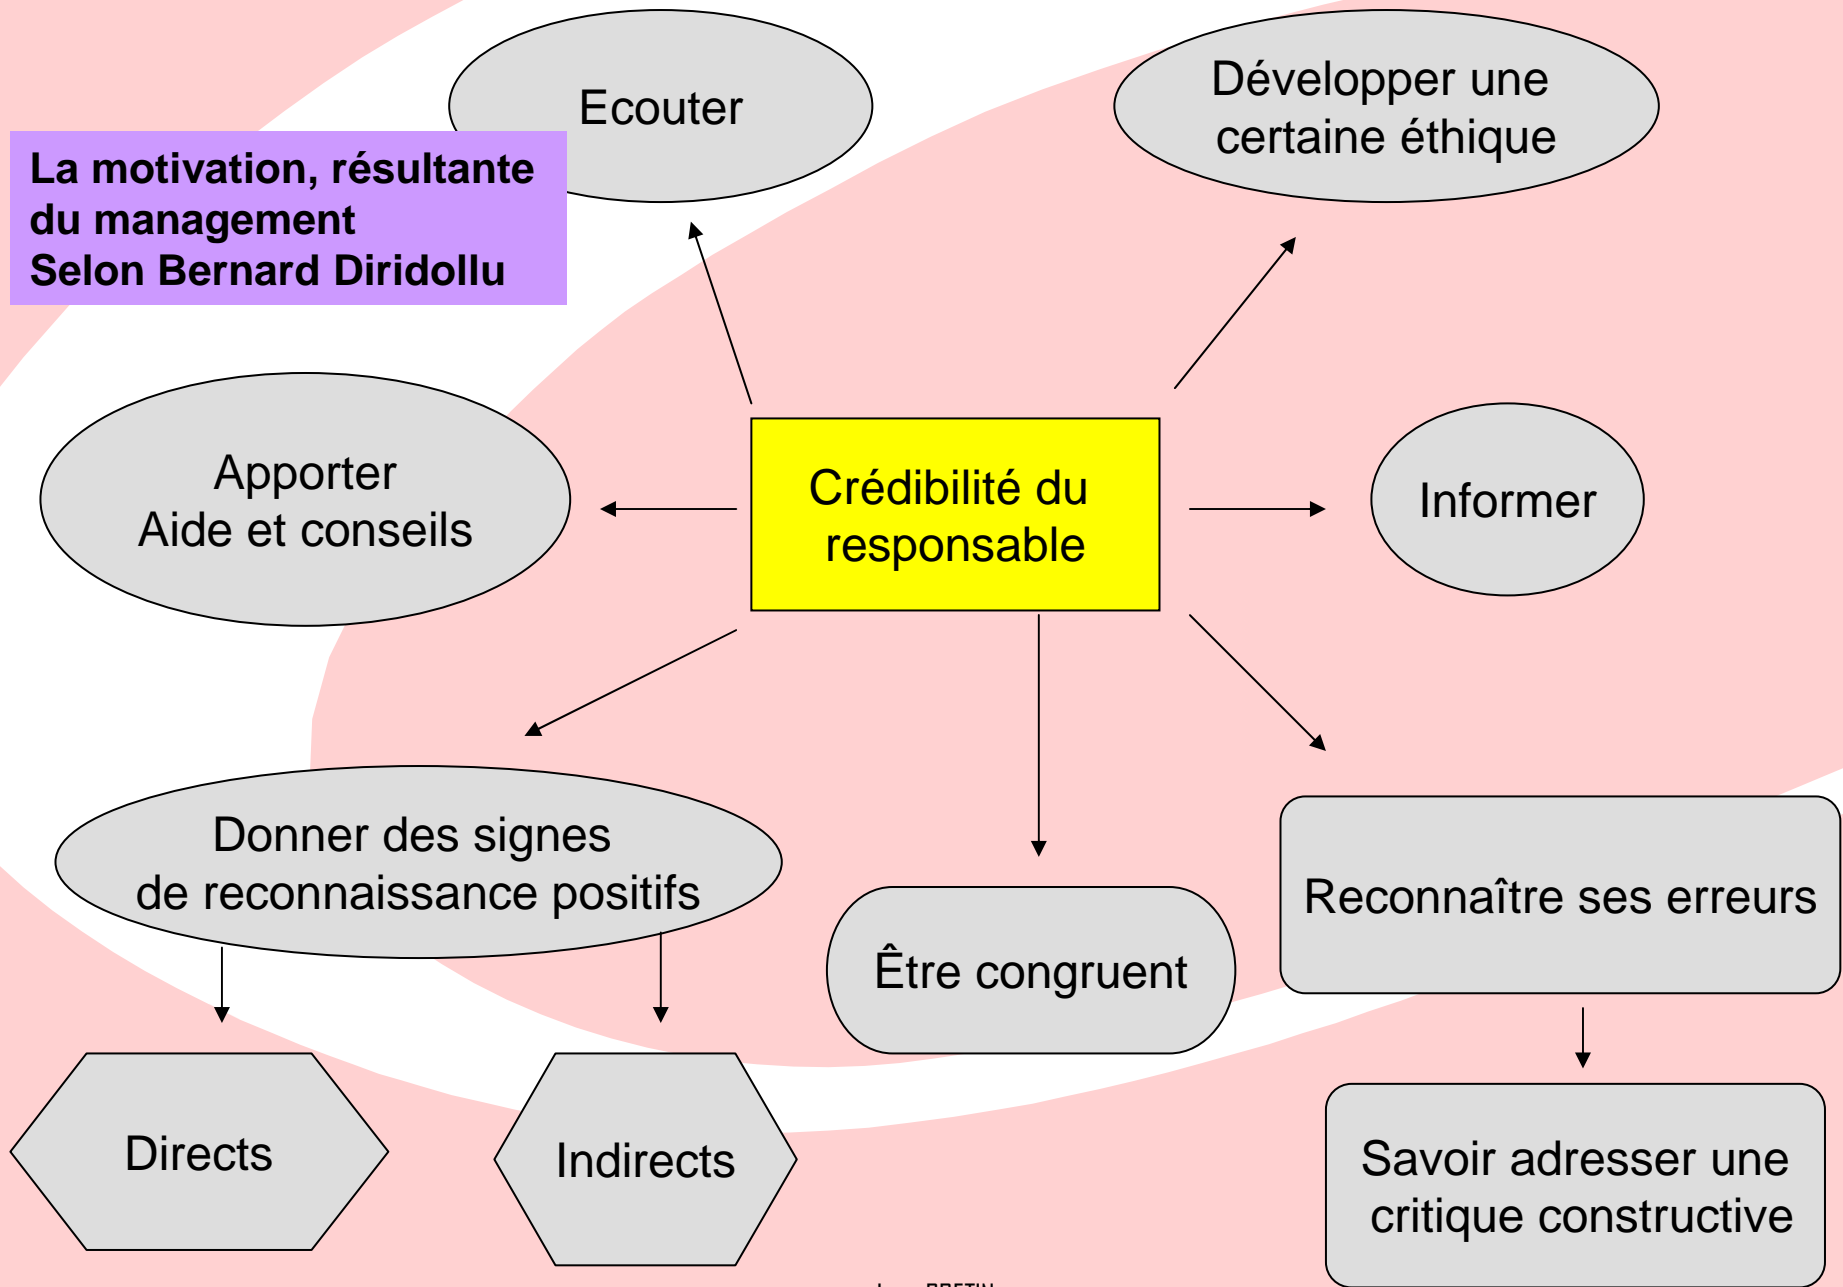 Ecouter
Développer une
certaine éthique
La motivation, résultante
du management
Selon Bernard Diridollu
Apporter
Aide et conseils
Crédibilité du
responsable
Informer
Donner des signes
de reconnaissance positifs
Être congruent
Reconnaître ses erreurs
Directs
Indirects
Savoir adresser une
critique constructive